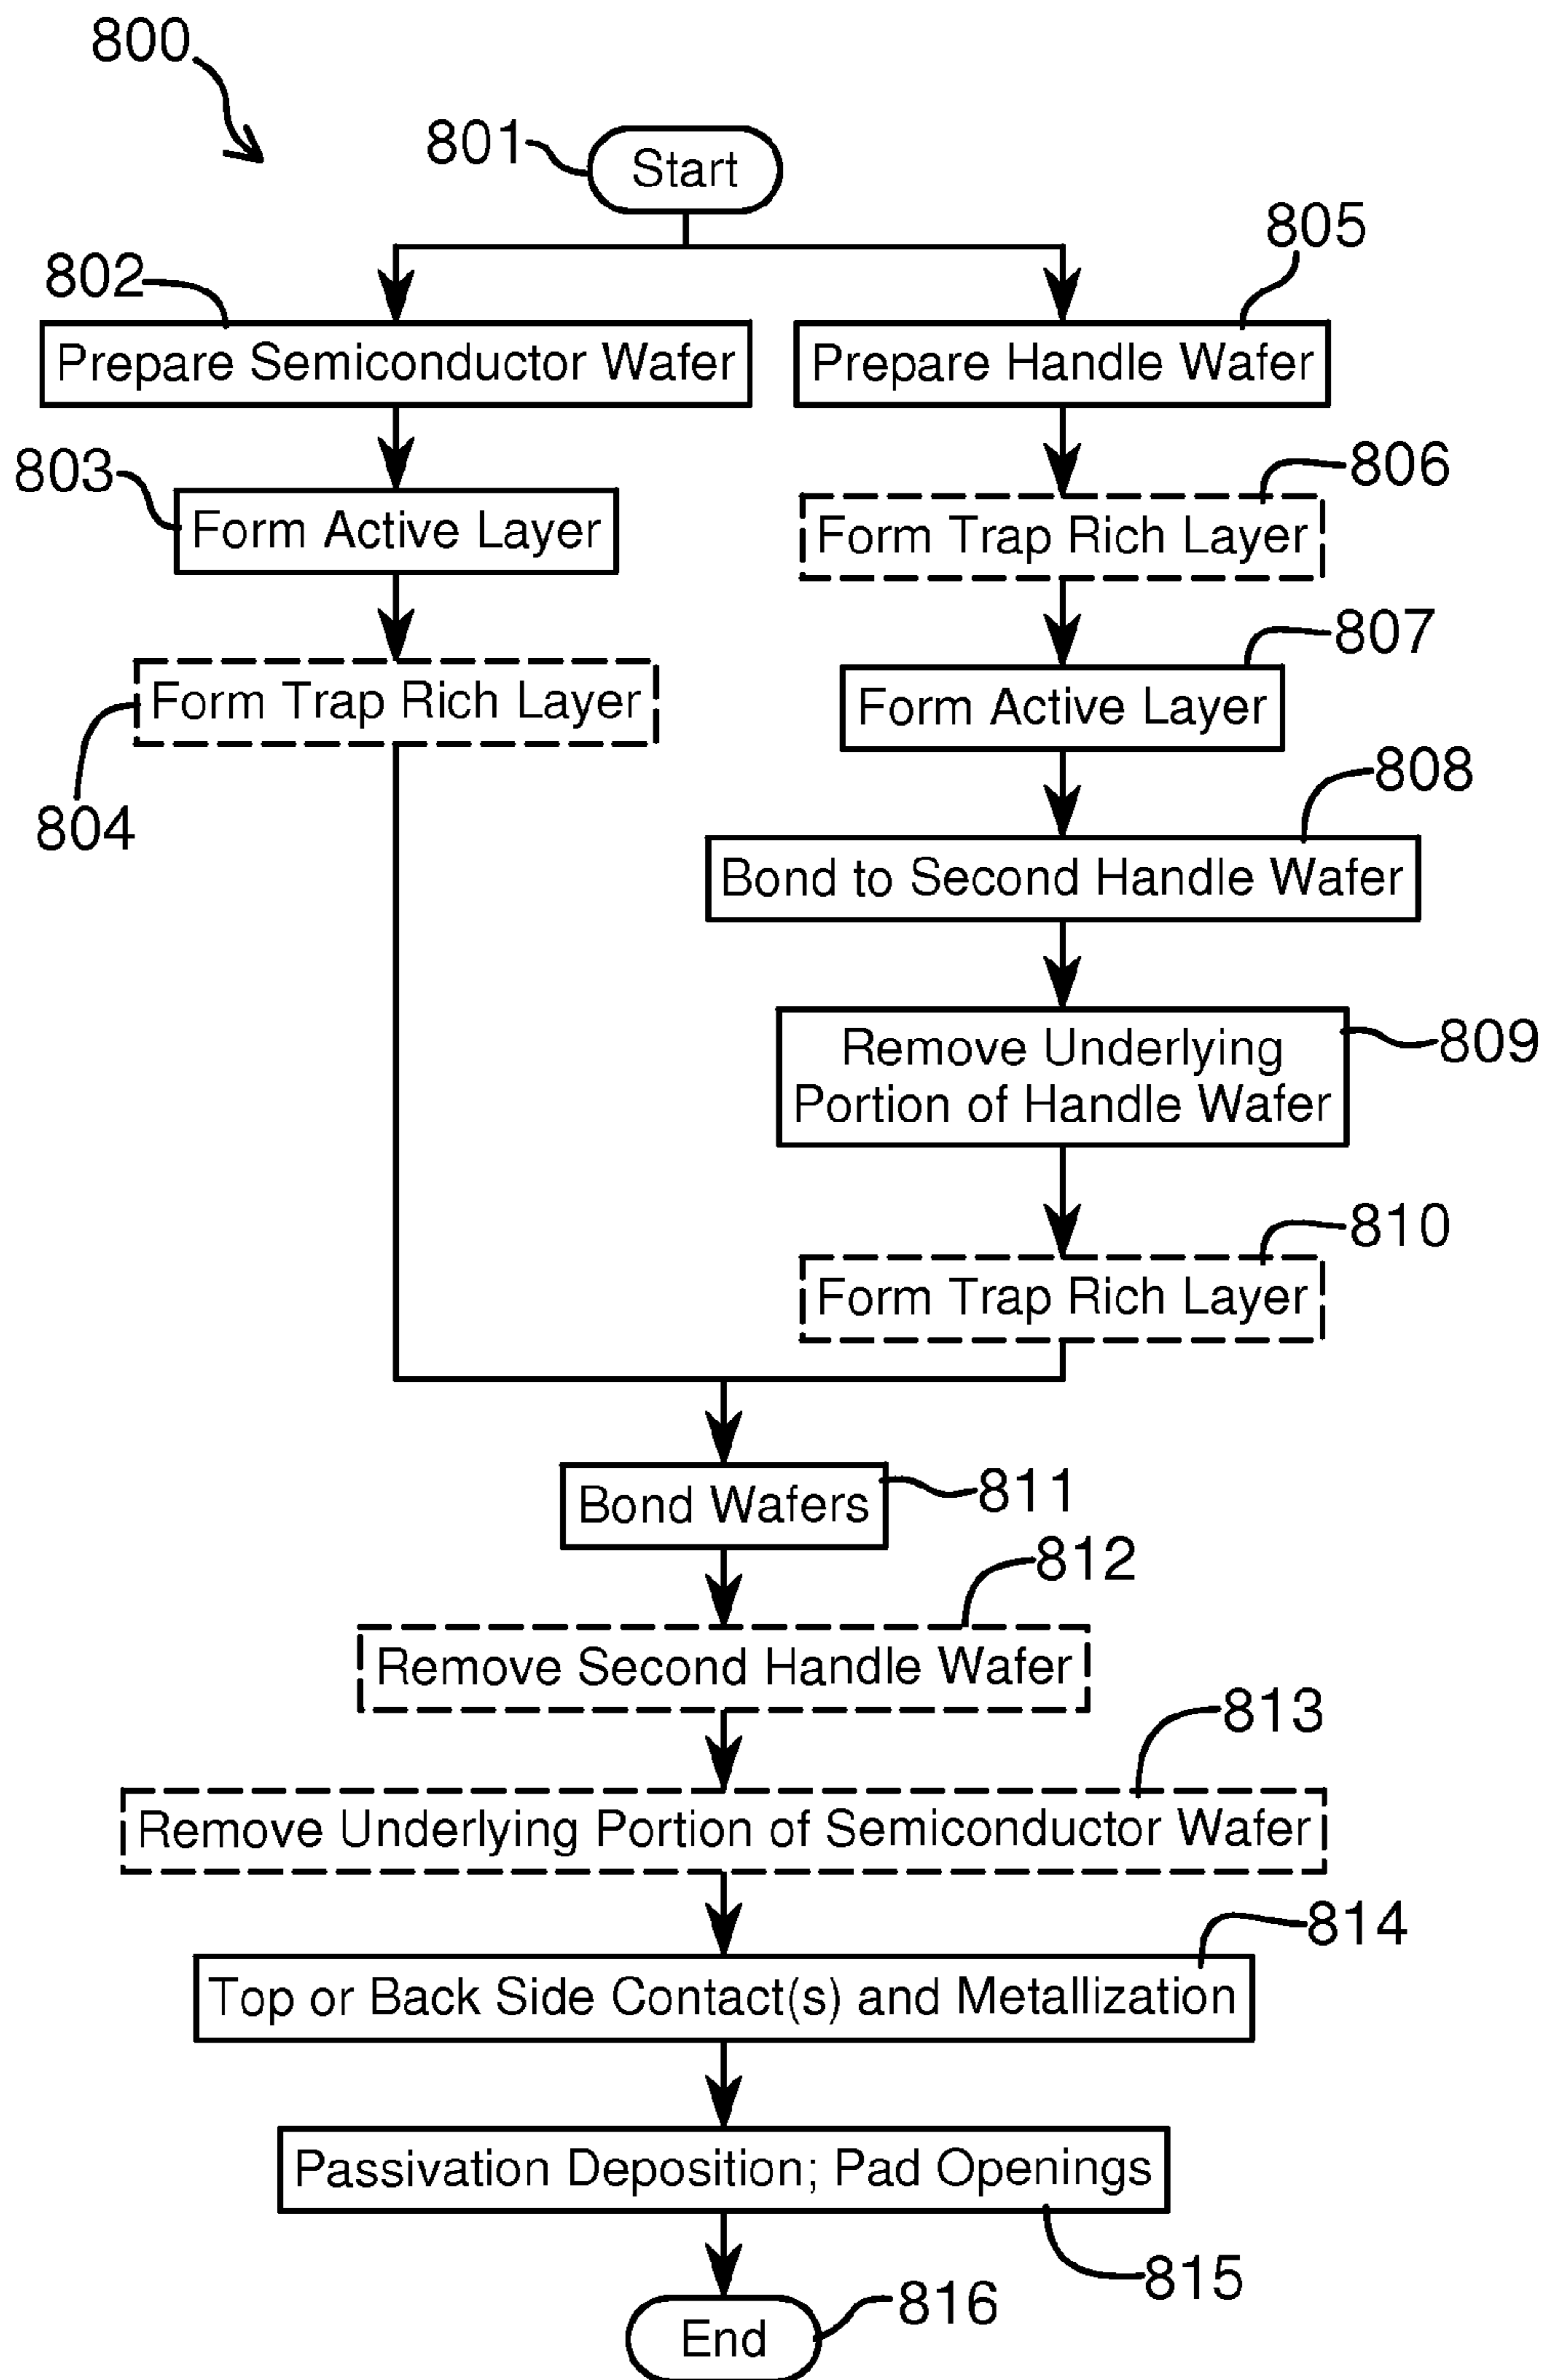 800
801
Start
805
802
Prepare Semiconductor Wafer
Prepare Handle Wafer
803
Form Active Layer
806
Form Trap Rich Layer
807
Form Trap Rich Layer
Form Active Layer
804
808
Bond to Second Handle Wafer
Remove Underlying
Portion of Handle Wafer
809
810
Form Trap Rich Layer
Bond Wafers
811
812
Remove Second Handle Wafer
813
Remove Underlying Portion of Semiconductor Wafer
814
Top or Back Side Contact(s) and Metallization
Passivation Deposition; Pad Openings
815
End
816